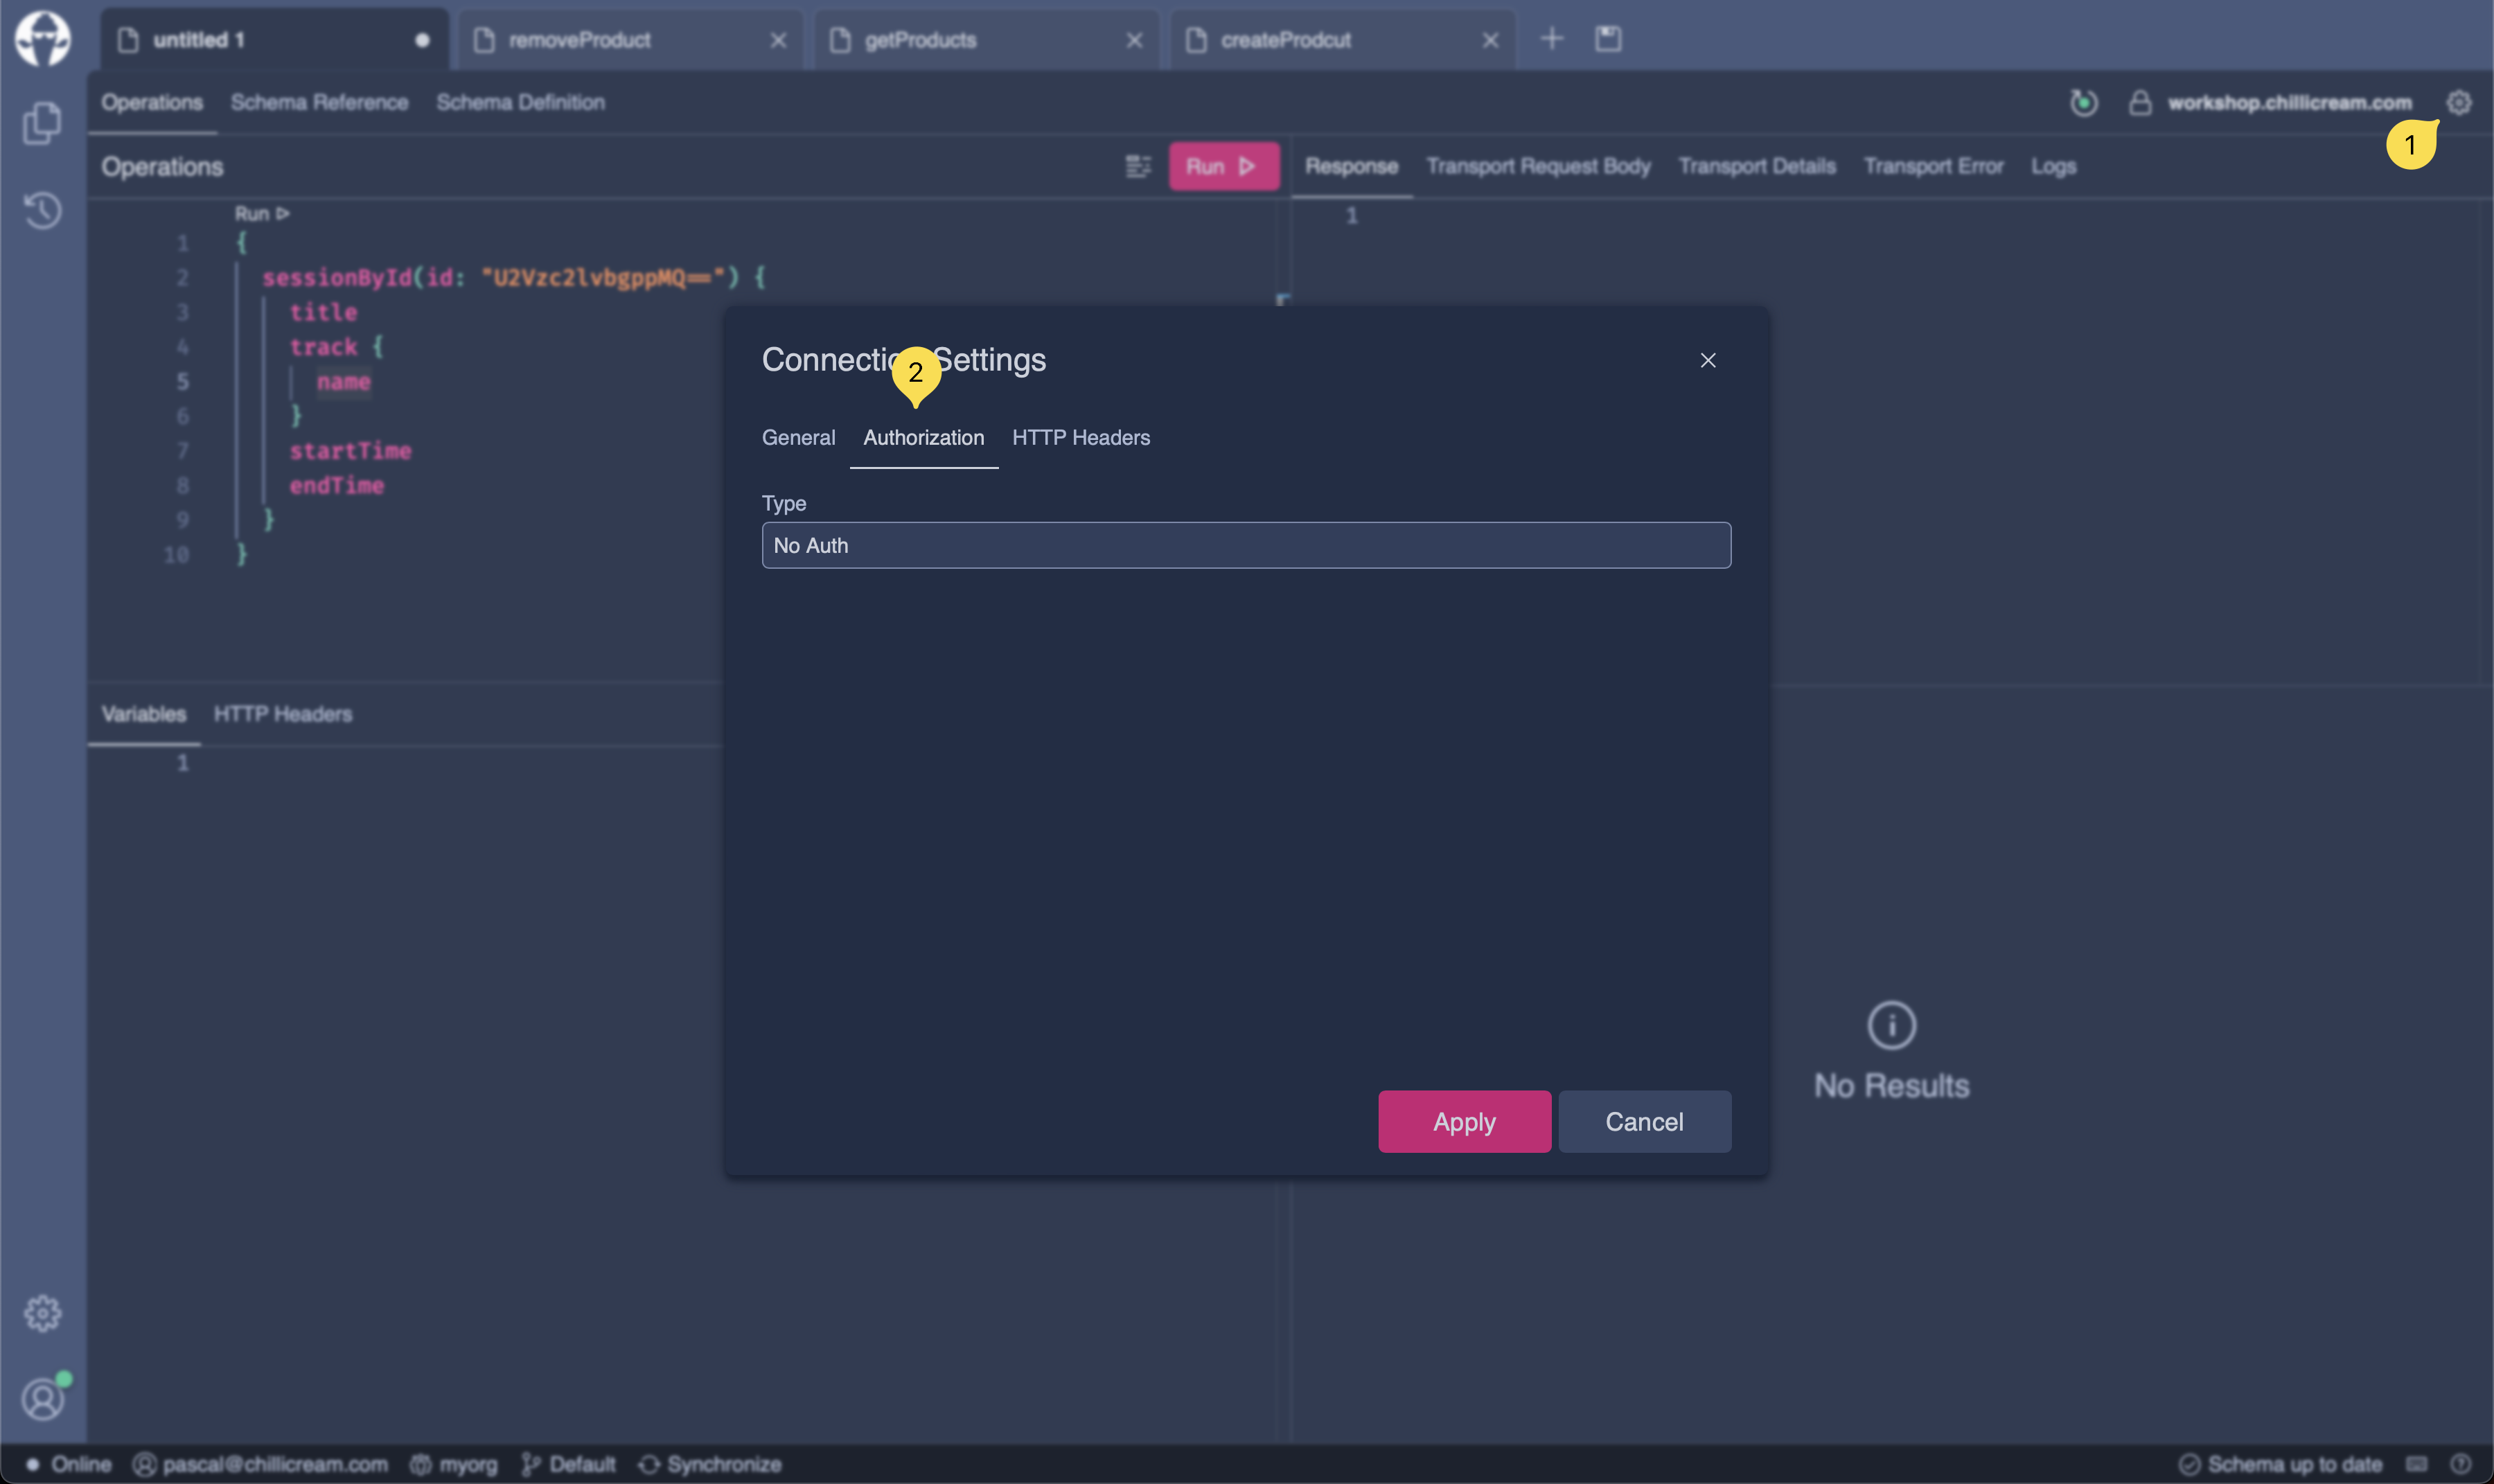 untitled 1 removeProduct getProducts createProdcut
Operations Schema Reference Schema Definition workshop.chillicream.com
1
Operations Run Response Transport Request Body Transport Details Transport Error Logs
Run
1
1 {
2 sessionById(id: "U2Vzc2lvbgppMQ==") {
3 title
4 track {
5 name
6 }
7 startTime
8 endTime
9 }
10 }
Connection Settings
2
General Authorization HTTP Headers
Type
No Auth
Apply Cancel
Variables HTTP Headers
1
No Results
Online pascal@chillicream.com myorg Default Synchronize Schema up to date